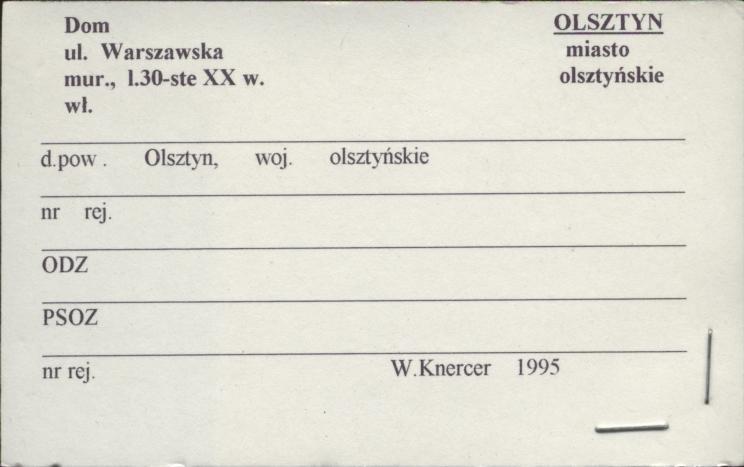 Dom
ul. Warszawska
mur., l.30-ste XX w.
wł.
OLSZTYN
miasto
olsztyńskie
d.pow . Olsztyn, woj. olsztyńskie
nr rej.
ODZ
PSOZ
nr rej. W.Knercer 1995